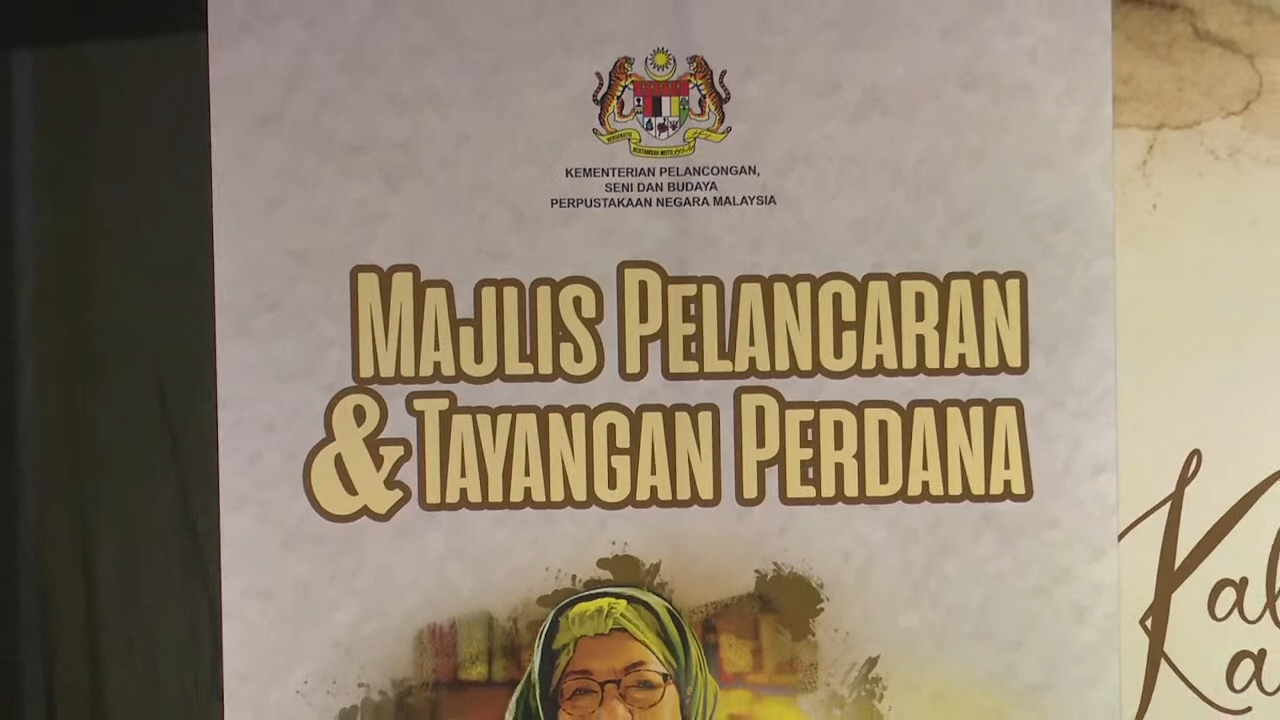 KEMENTERIAN PELANCONGAN,
SENI DAN BUDAYA
PERPUSTAKAAN NEGARA MALAYSIA
MAJLIS PELANCARAN
& TAYANGAN PERDANA